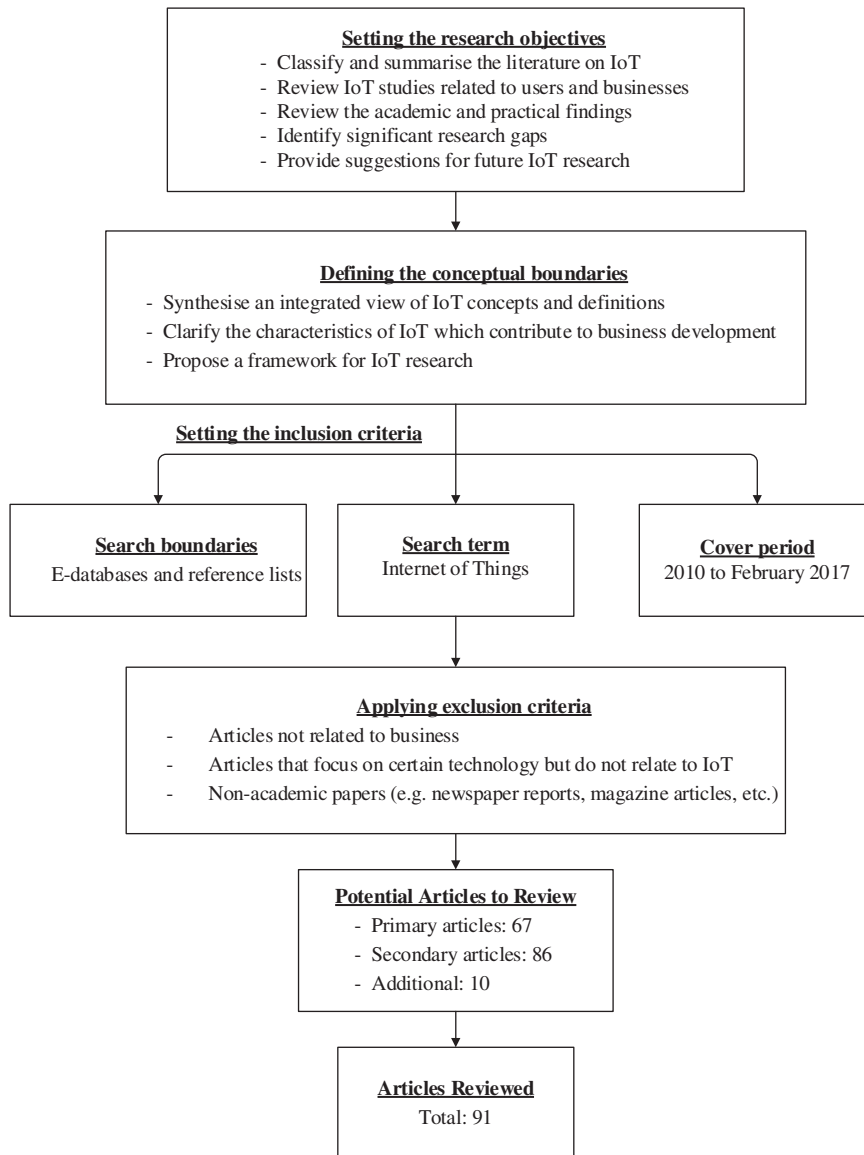 Setting the research objectives
- Classify and summarise the literature on IoT
- Review IoT studies related to users and businesses
- Review the academic and practical findings
- Identify significant research gaps
- Provide suggestions for future IoT research
Defining the conceptual boundaries
- Synthesise an integrated view of IoT concepts and definitions
- Clarify the characteristics of IoT which contribute to business development
- Propose a framework for IoT research
Setting the inclusion criteria
Search boundaries
E-databases and reference lists
Search term
Internet of Things
Cover period
2010 to February 2017
Applying exclusion criteria
- Articles not related to business
- Articles that focus on certain technology but do not relate to IoT
- Non-academic papers (e.g. newspaper reports, magazine articles, etc.)
Potential Articles to Review
- Primary articles: 67
- Secondary articles: 86
- Additional: 10
Articles Reviewed
Total: 91